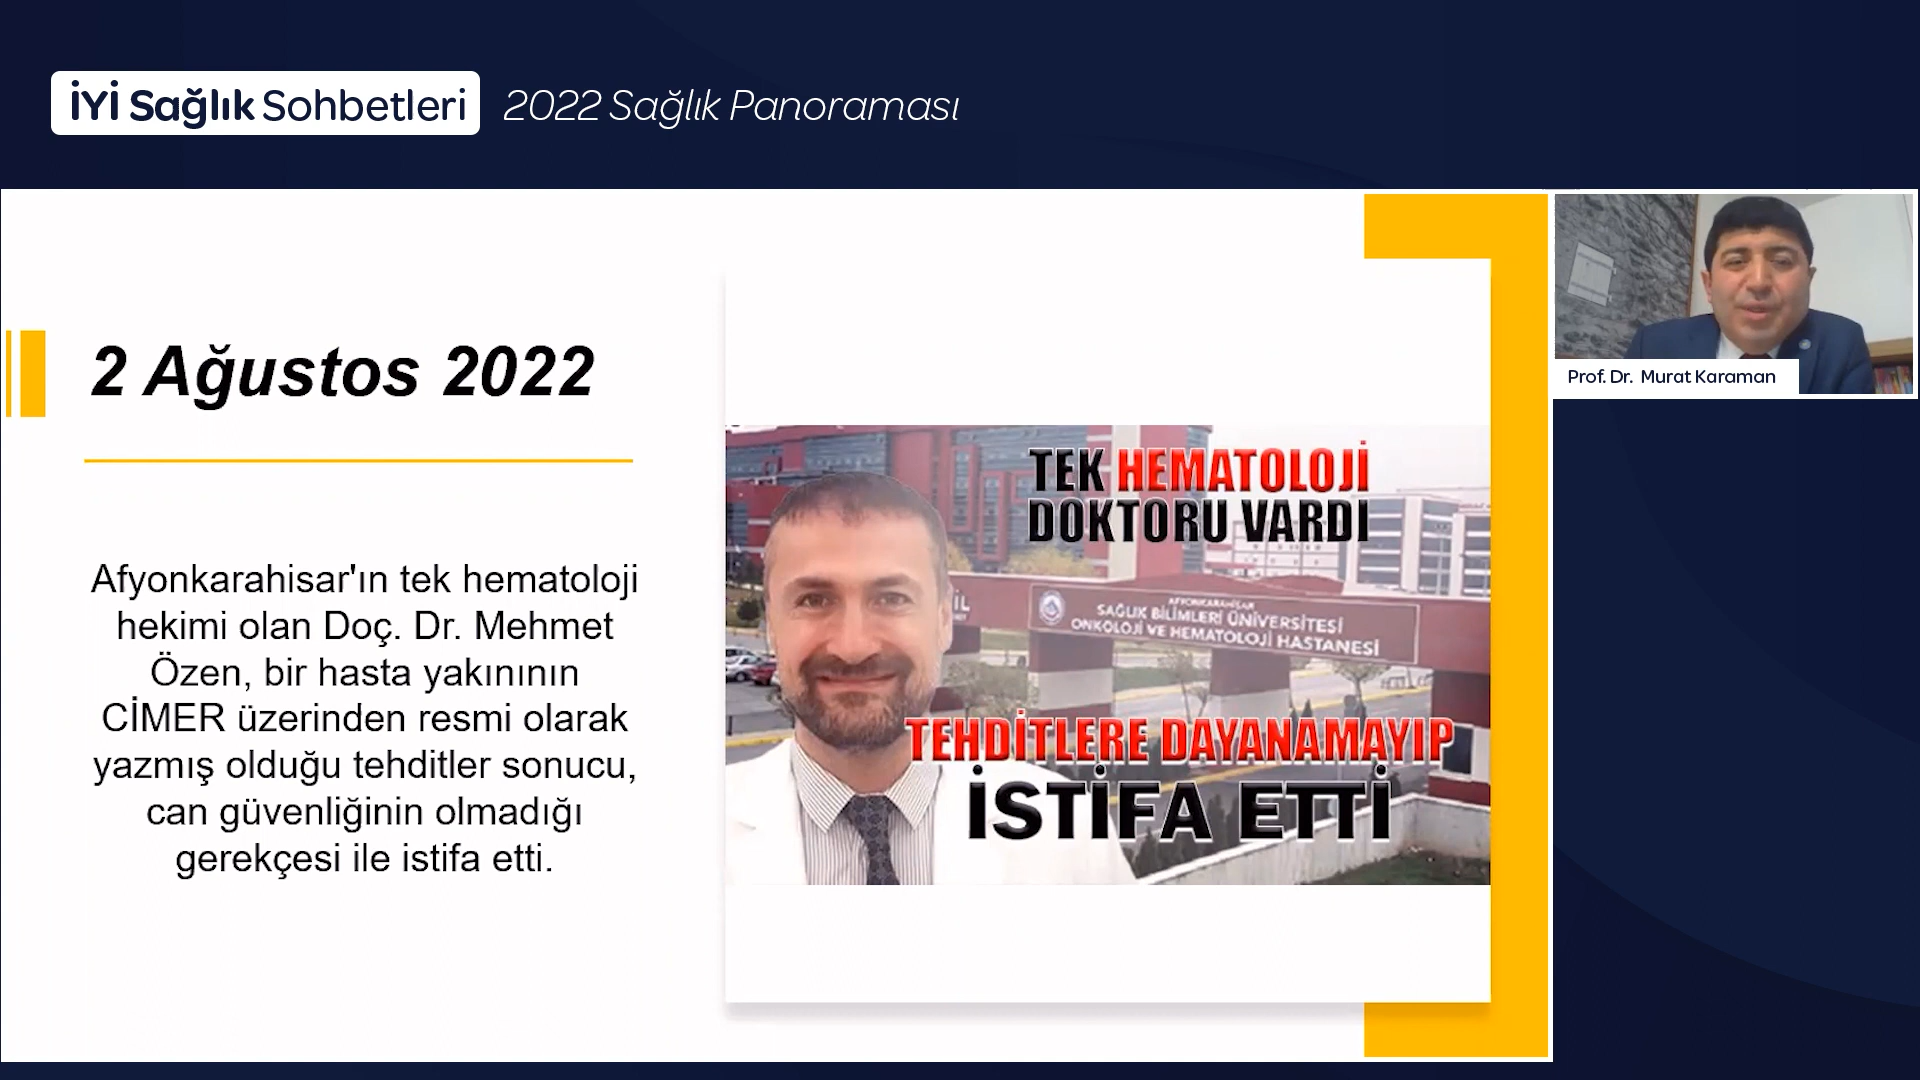 İYİ Sağlık Sohbetleri 2022 Sağlık Panoraması
2 Ağustos 2022
Afyonkarahisar'ın tek hematoloji
hekimi olan Doç. Dr. Mehmet
Özen, bir hasta yakınının
CİMER üzerinden resmi olarak
yazmış olduğu tehditler sonucu,
can güvenliğinin olmadığı
gerekçesi ile istifa etti.
TEK HEMATOLOJİ
DOKTORU VARDI
AFYONKARAHİSAR
SAĞLIK BİLİMLERİ ÜNİVERSİTESİ
ONKOLOJİ VE HEMATOLOJİ HASTANESİ
TEHDİTLERE DAYANAMAYIP
İSTİFA ETTİ
Prof. Dr. Murat Karaman